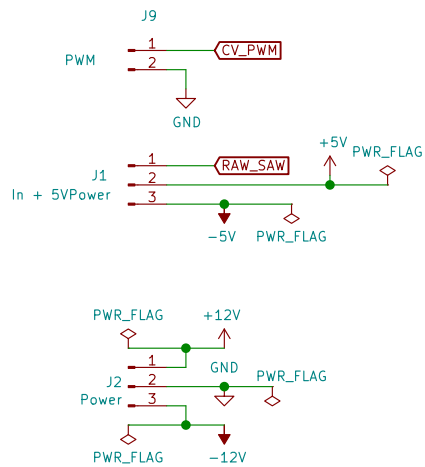 J9
1
CV_PWM
PWM
2
GND
+5V
PWR_FLAG
1
RAW_SAW
J1
2
In + 5VPower
3
-5V
PWR_FLAG
PWR_FLAG
+12V
1
GND
J2
2
PWR_FLAG
Power
3
PWR_FLAG
-12V